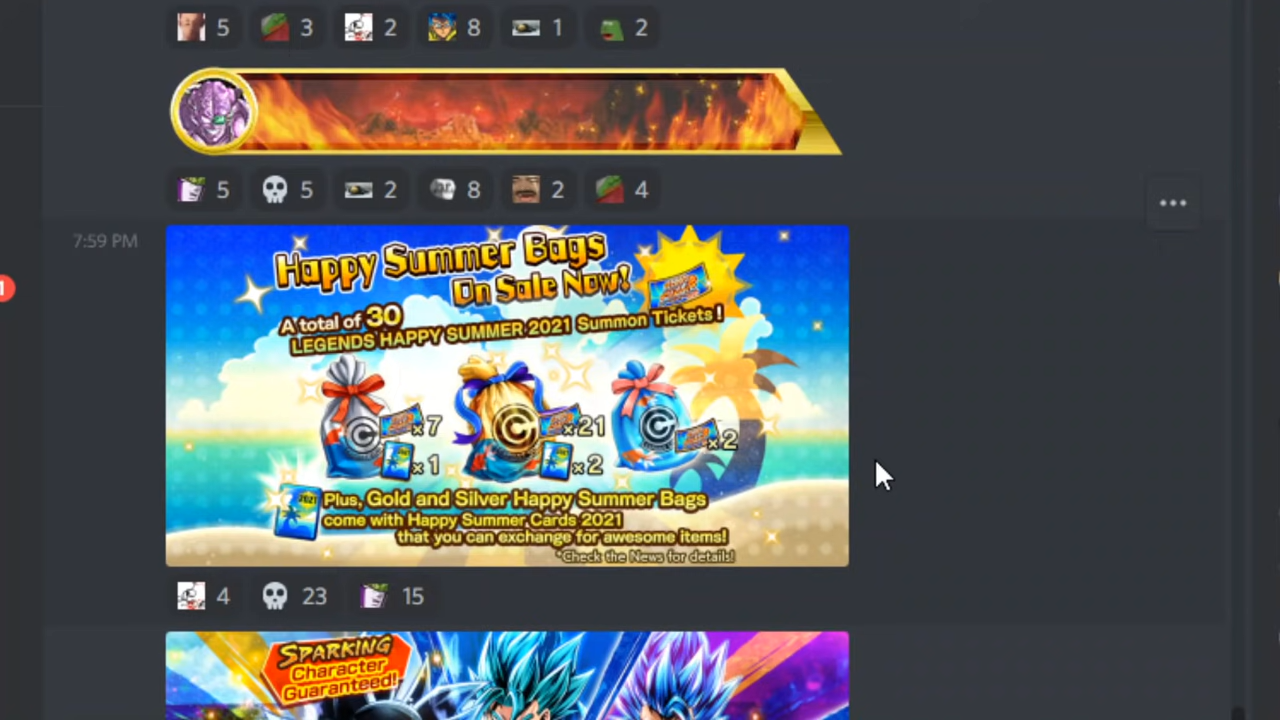 5 3 2 8 1 2
5 5 2 8 2 4
7:59 PM
1
Happy Summer Bags
On Sale Now!
A total of 30
LEGENDS HAPPY SUMMER 2021 Summon Tickets!
×7
×1
×21
×2
×2
2021
Plus, Gold and Silver Happy Summer Bags
come with Happy Summer Cards 2021
that you can exchange for awesome items!
*Check the News for details!
4 23 15
SPARKING
Character
Guaranteed!